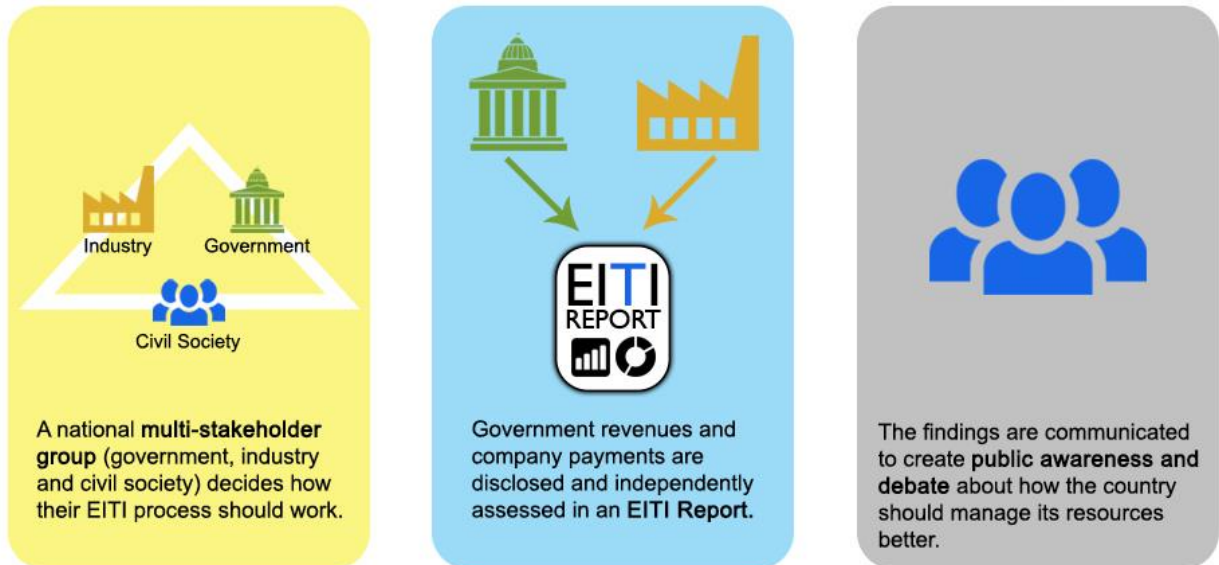 Industry
Government
Civil Society
A national multi-stakeholder
group (government, industry
and civil society) decides how
their EITI process should work.
EITI
REPORT
Government revenues and
company payments are
disclosed and independently
assessed in an EITI Report.
The findings are communicated
to create public awareness and
debate about how the country
should manage its resources
better.